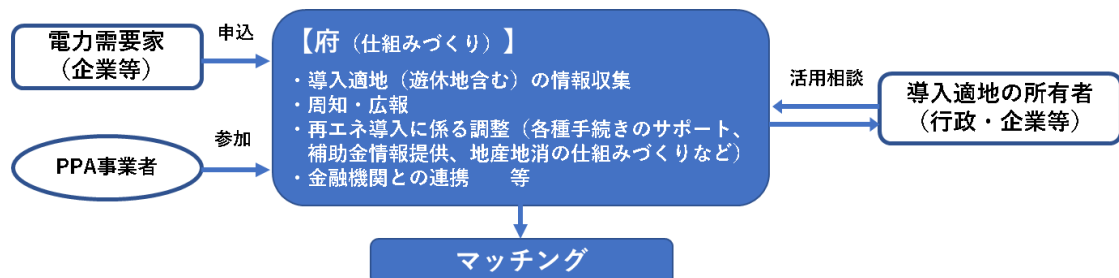 電力需要家
（企業等）
申込
PPA事業者
参加
【府（仕組みづくり）】
・導入適地（遊休地含む）の情報収集
・周知・広報
・再エネ導入に係る調整（各種手続きのサポート、
補助金情報提供、地産地消の仕組みづくりなど）
・金融機関との連携　　等
活用相談
導入適地の所有者
（行政・企業等）
マッチング